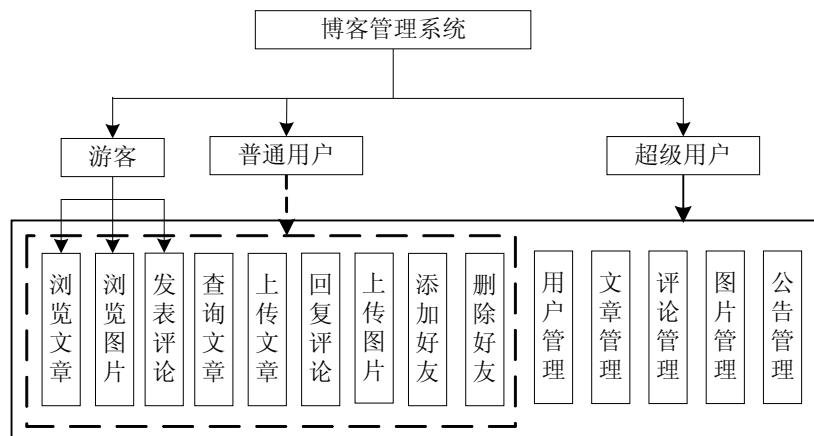 博客管理系统
游客
普通用户
超级用户
浏览文章
浏览图片
发表评论
查询文章
上传文章
回复评论
上传图片
添加好友
删除好友
用户管理
文章管理
评论管理
图片管理
公告管理